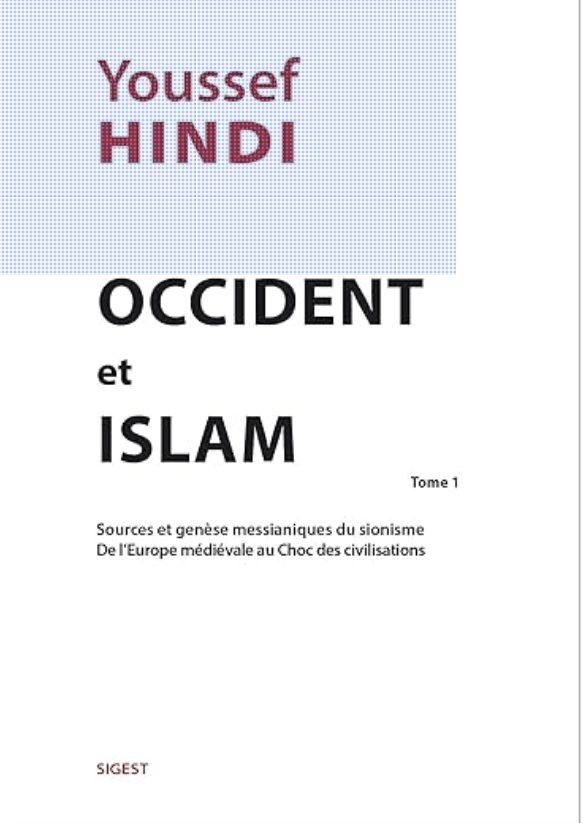 Youssef
HINDI
OCCIDENT
et
ISLAM
Tome 1
Sources et genèse messianiques du sionisme
De l'Europe médiévale au Choc des civilisations
SIGEST